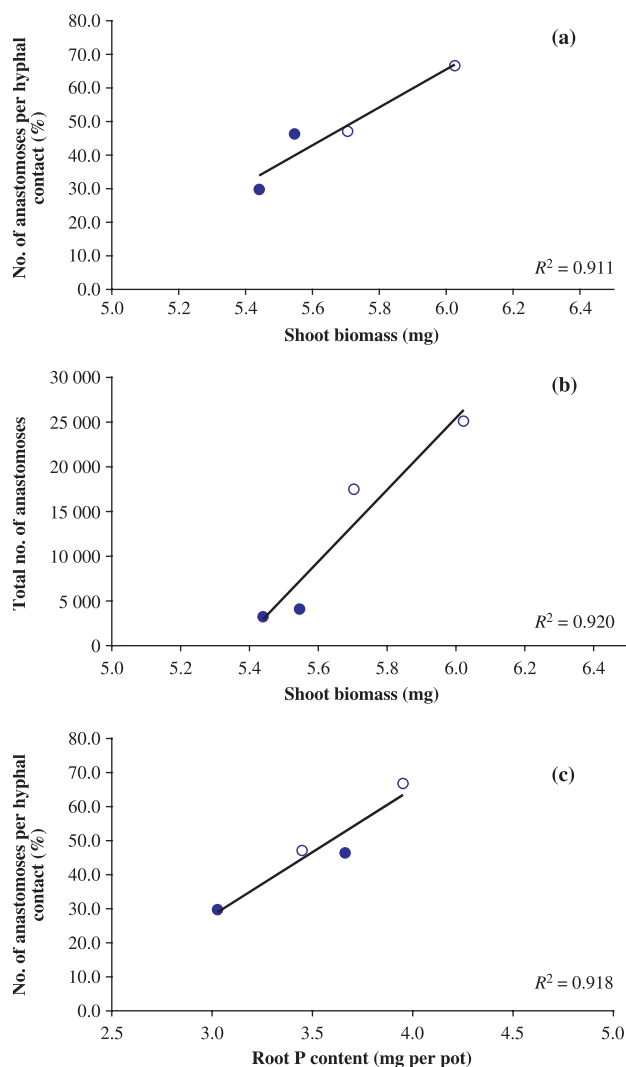 80.0
70.0
60.0
50.0
40.0
30.0
20.0
10.0
0.0
No. of anastomoses per hyphal
contact (%)
(a)
R² = 0.911
5.0 5.2 5.4 5.6 5.8 6.0 6.2 6.4
Shoot biomass (mg)
30 000
25 000
20 000
15 000
10 000
5 000
0
Total no. of anastomoses
(b)
R² = 0.920
5.0 5.2 5.4 5.6 5.8 6.0 6.2 6.4
Shoot biomass (mg)
80.0
70.0
60.0
50.0
40.0
30.0
20.0
10.0
0.0
No. of anastomoses per hyphal
contact (%)
(c)
R² = 0.918
2.5 3.0 3.5 4.0 4.5 5.0
Root P content (mg per pot)